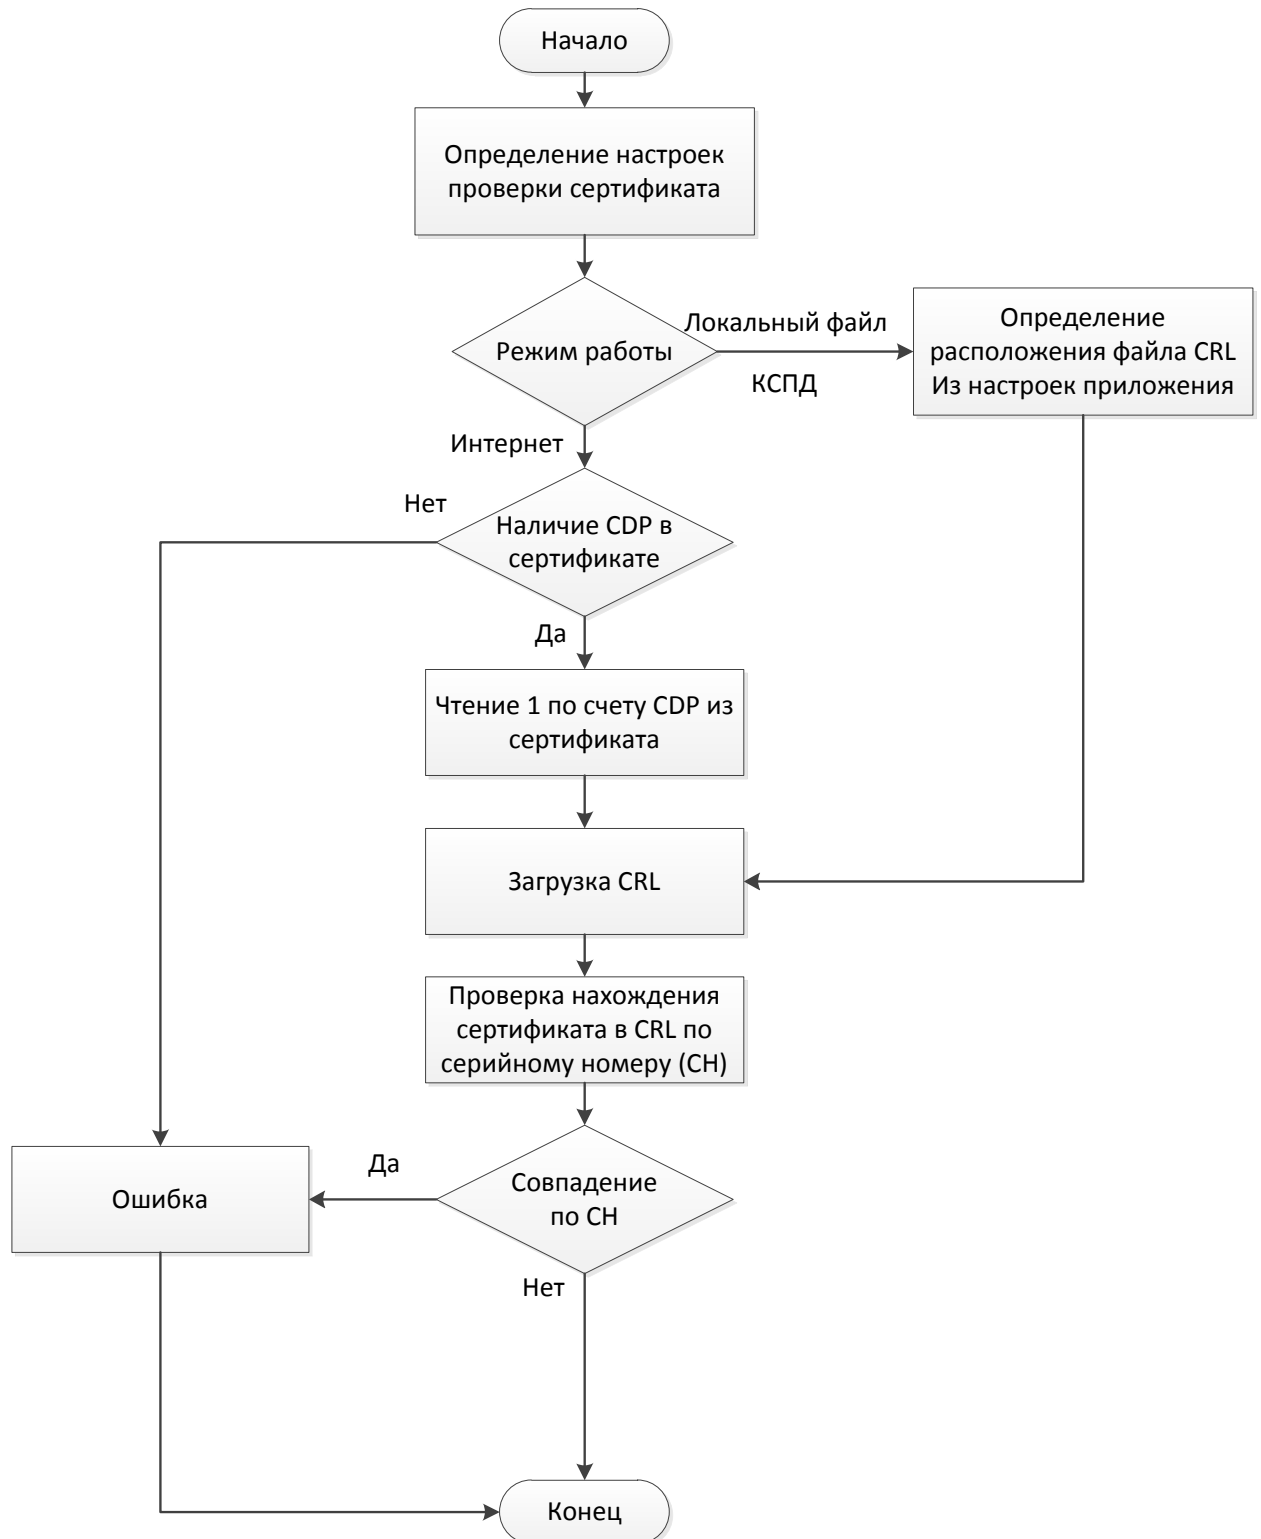 Начало
Определение настроек
проверки сертификата
Режим работы
Локальный файл
КСПД
Определение
расположения файла CRL
Из настроек приложения
Интернет
Нет
Наличие CDP в
сертификате
Да
Чтение 1 по счету CDP из
сертификата
Загрузка CRL
Проверка нахождения
сертификата в CRL по
серийному номеру (СН)
Да
Ошибка
Совпадение
по СН
Нет
Конец